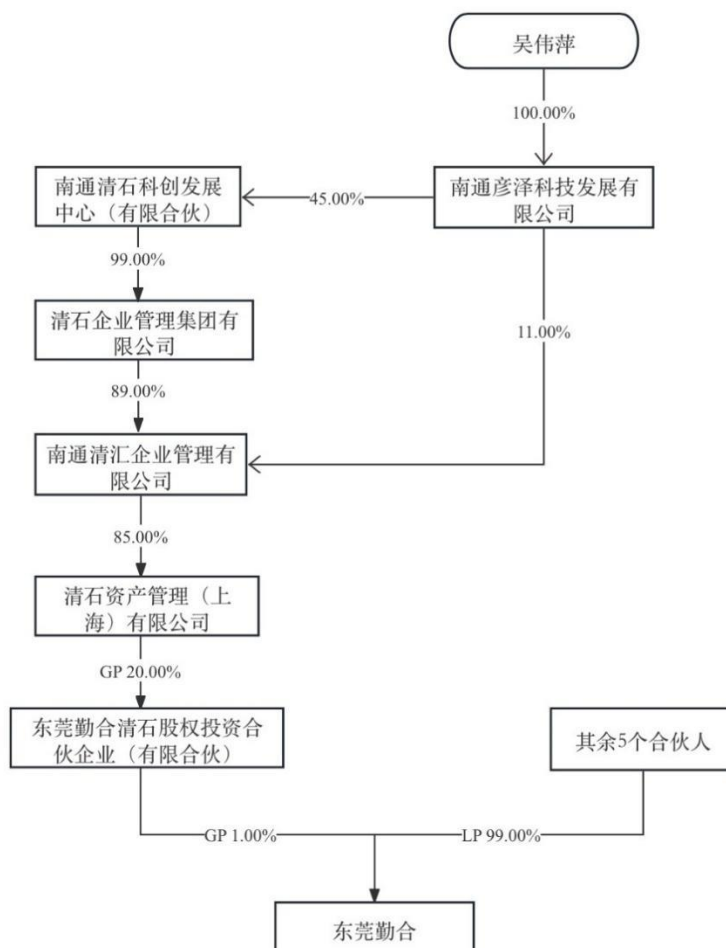 吴伟萍
100.00%
南通清石科创发展
中心（有限合伙）
45.00%
南通彦泽科技发展有
限公司
99.00%
清石企业管理集团有
限公司
11.00%
89.00%
南通清汇企业管理有
限公司
85.00%
清石资产管理（上
海）有限公司
GP 20.00%
东莞勤合清石股权投资合
伙企业（有限合伙）
其余5个合伙人
GP 1.00%
LP 99.00%
东莞勤合